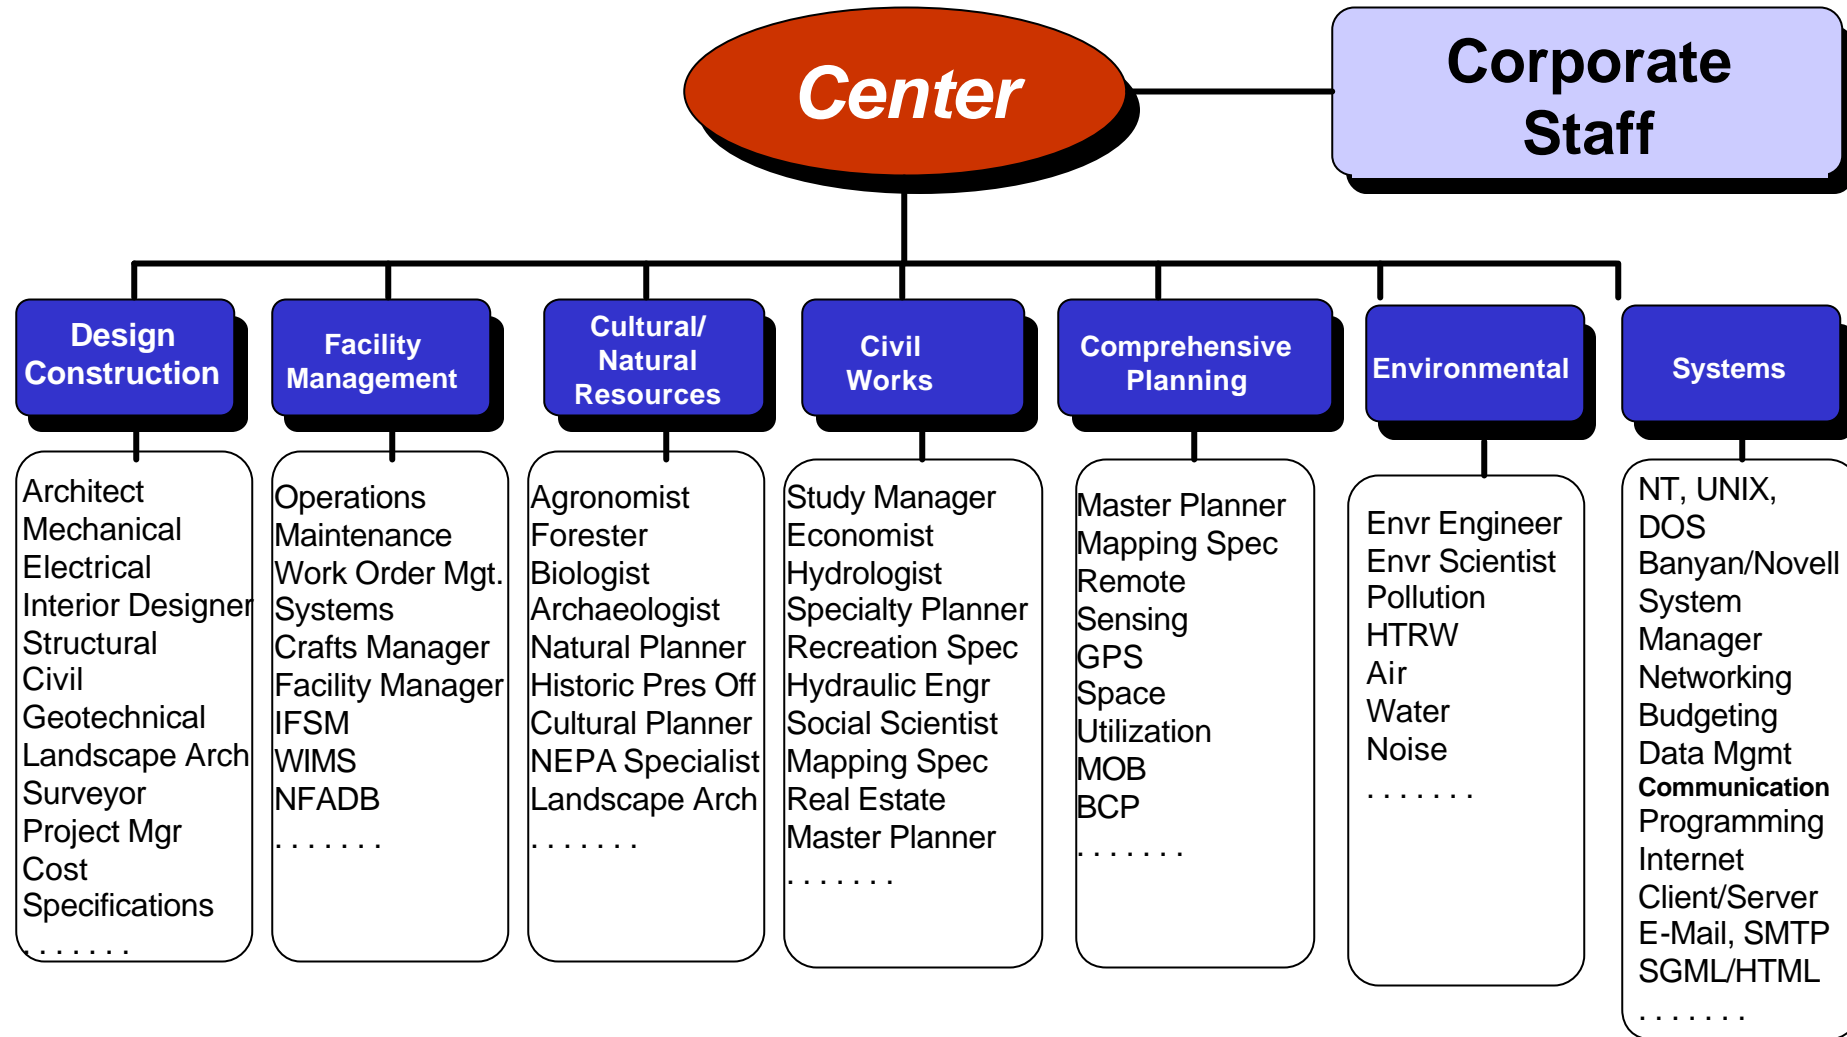 Center
Corporate
Staff
Design
Construction
Facility
Management
Cultural/
Natural
Resources
Civil
Works
Comprehensive
Planning
Environmental
Systems
Architect
Mechanical
Electrical
Interior Designer
Structural
Civil
Geotechnical
Landscape Arch
Surveyor
Project Mgr
Cost
Specifications
. . . . . . .
Operations
Maintenance
Work Order Mgt.
Systems
Crafts Manager
Facility Manager
IFSM
WIMS
NFADB
. . . . . . .
Agronomist
Forester
Biologist
Archaeologist
Natural Planner
Historic Pres Off
Cultural Planner
NEPA Specialist
Landscape Arch
. . . . . . .
Study Manager
Economist
Hydrologist
Specialty Planner
Recreation Spec
Hydraulic Engr
Social Scientist
Mapping Spec
Real Estate
Master Planner
. . . . . . .
Master Planner
Mapping Spec
Remote
Sensing
GPS
Space
Utilization
MOB
BCP
. . . . . . .
Envr Engineer
Envr Scientist
Pollution
HTRW
Air
Water
Noise
. . . . . . .
NT, UNIX,
DOS
Banyan/Novell
System
Manager
Networking
Budgeting
Data Mgmt
Communication
Programming
Internet
Client/Server
E-Mail, SMTP
SGML/HTML
. . . . . . .